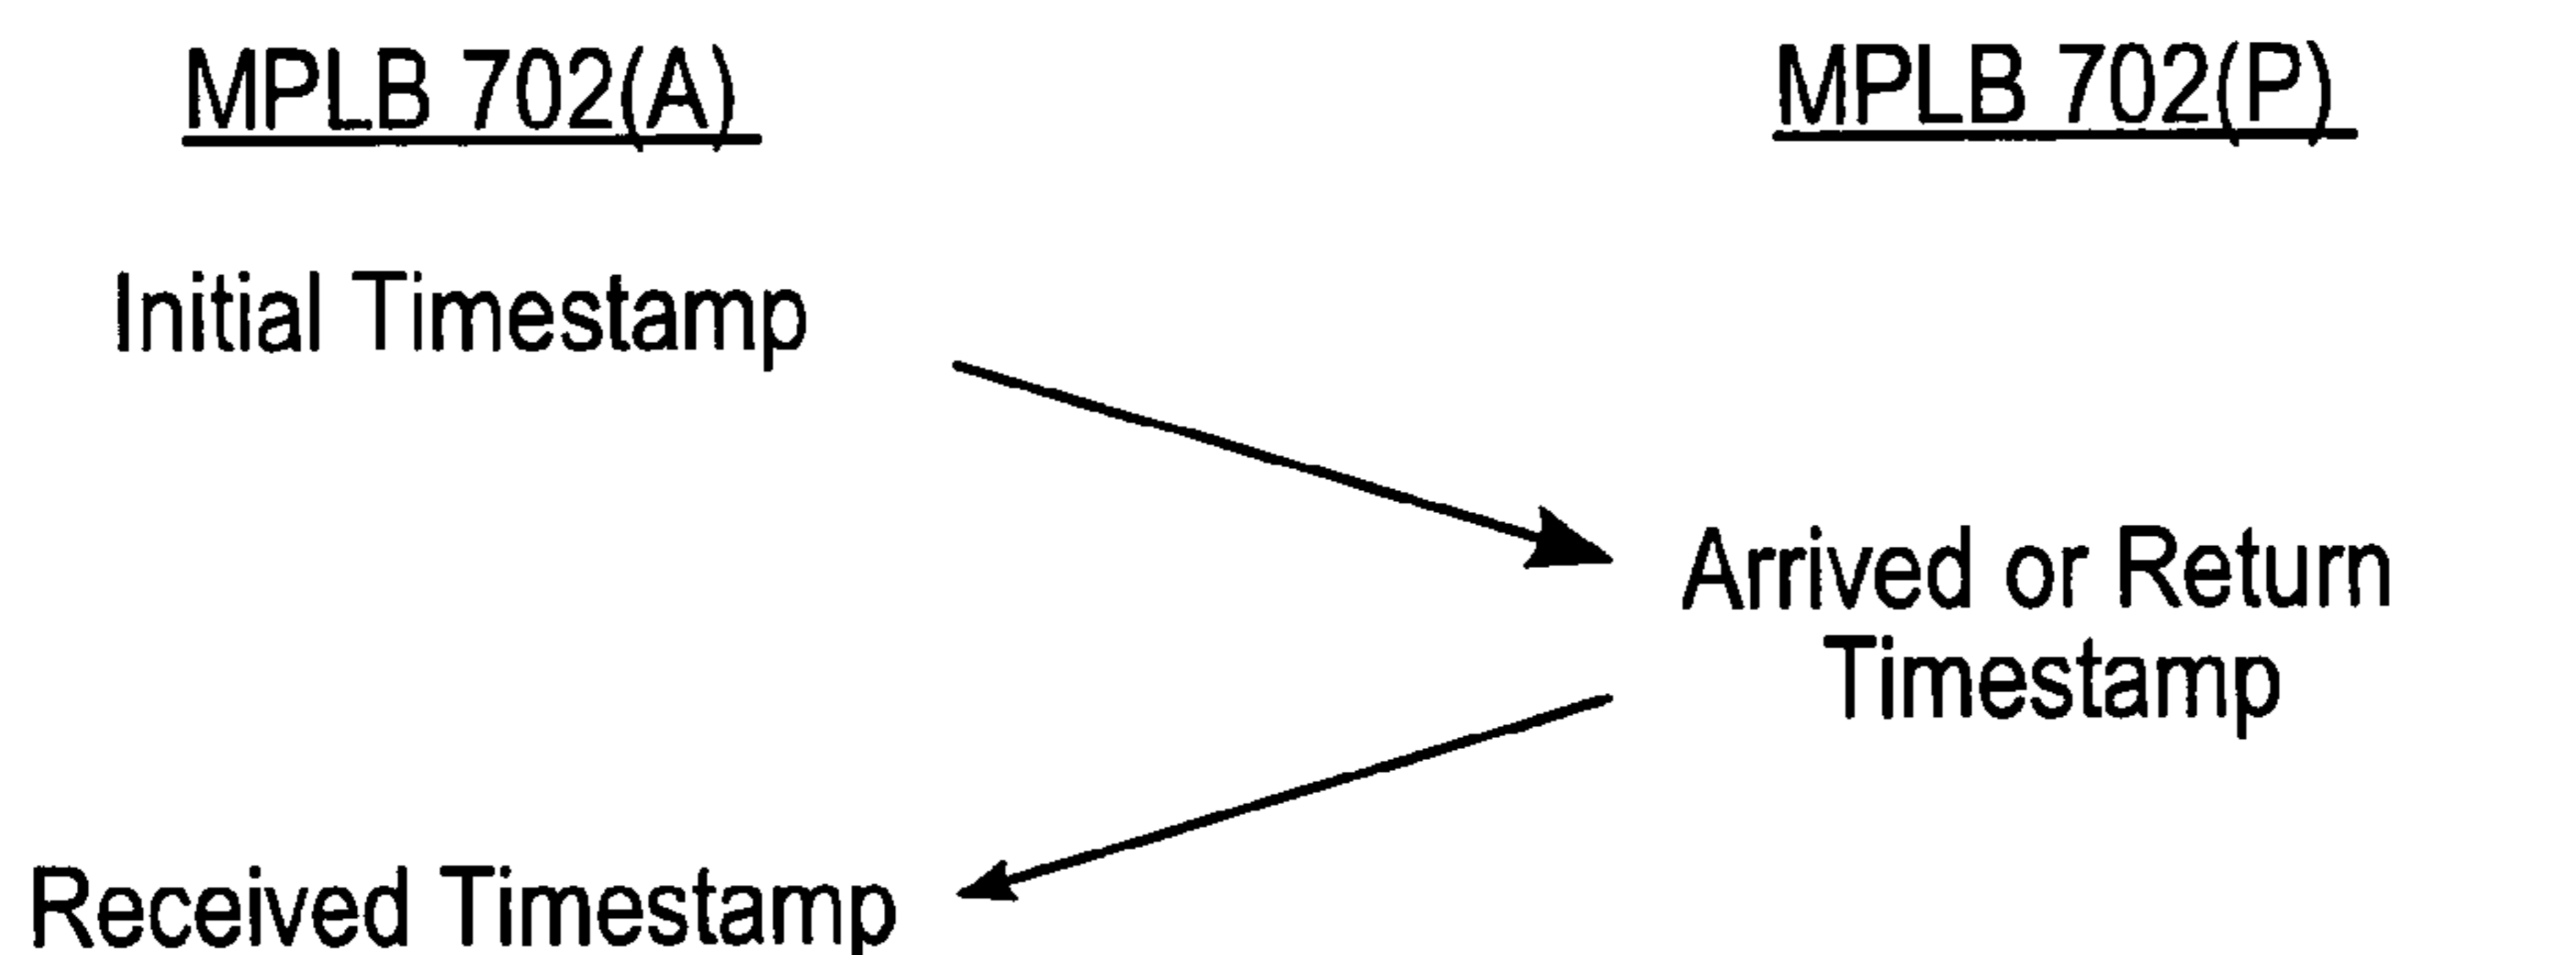 MPLB 702(A)
MPLB 702(P)
Initial Timestamp
Arrived or Return
Timestamp
Received Timestamp